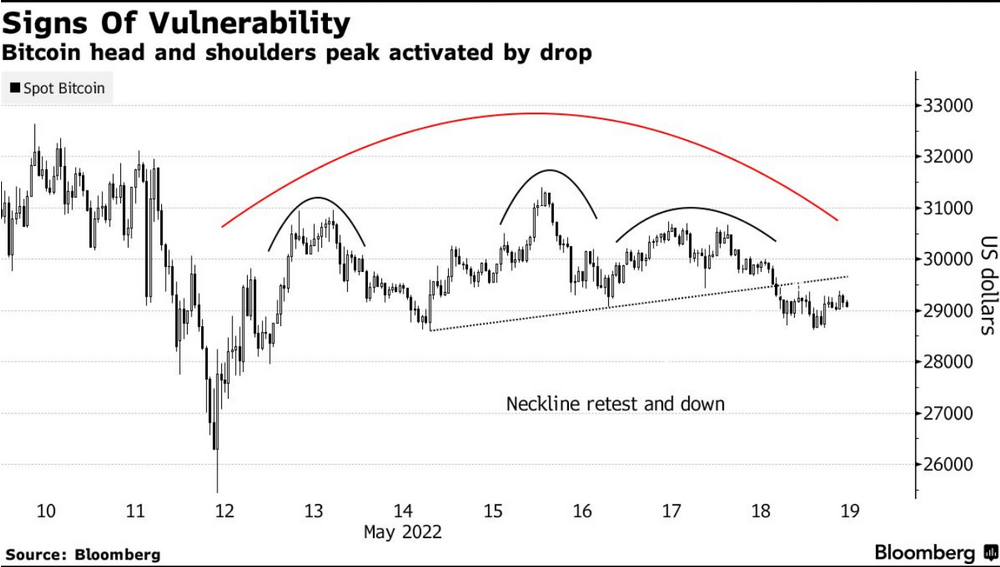 Signs Of Vulnerability
Bitcoin head and shoulders peak activated by drop
Spot Bitcoin
33000
32000
31000
30000
29000
28000
27000
26000
US dollars
Neckline retest and down
10 11 12 13 14 15 16 17 18 19
May 2022
Source: Bloomberg
Bloomberg